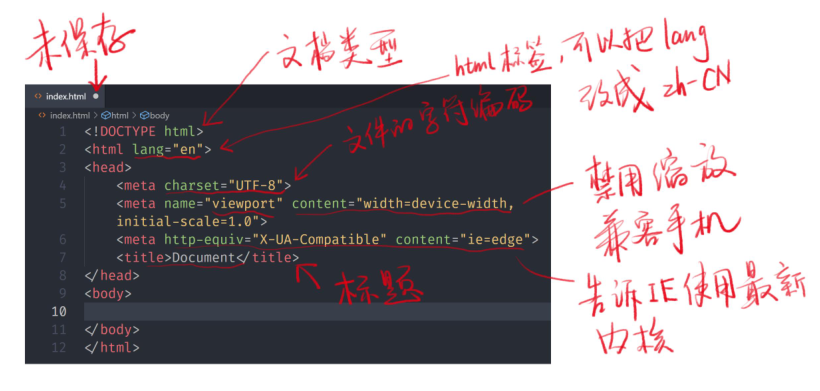 未保存
文档类型
html标签,可以把lang
改成 zh-CN
index.html
index.html > html > body
1 <!DOCTYPE html>
2 <html lang="en">
文件的字符编码
3 <head>
4 <meta charset="UTF-8">
5 <meta name="viewport" content="width=device-width,
initial-scale=1.0">
禁用缩放
兼容手机
6 <meta http-equiv="X-UA-Compatible" content="ie=edge">
7 <title>Document</title>
标题
告诉IE使用最新
内核
8 </head>
9 <body>
10
11 </body>
12 </html>